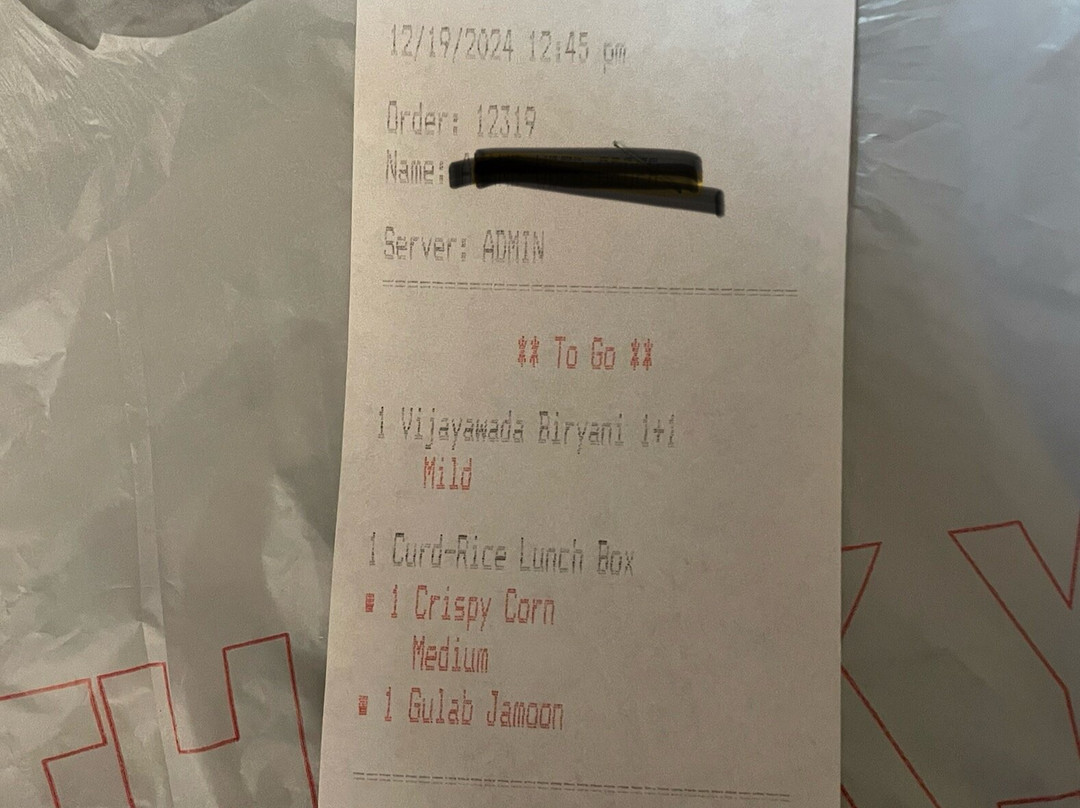 12/19/2024 12:45 pm
Order: 12319
Name:
Server: ADMIN
** To Go **
1 Vijayawada Biryani 1+1
Mild
1 Curd-Rice Lunch Box
1 Crispy Corn
Medium
1 Gulab Jamoon